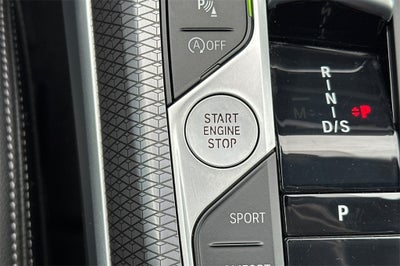 P
A OFF
START
ENGINE
STOP
SPORT
R
N
D/S
P
P